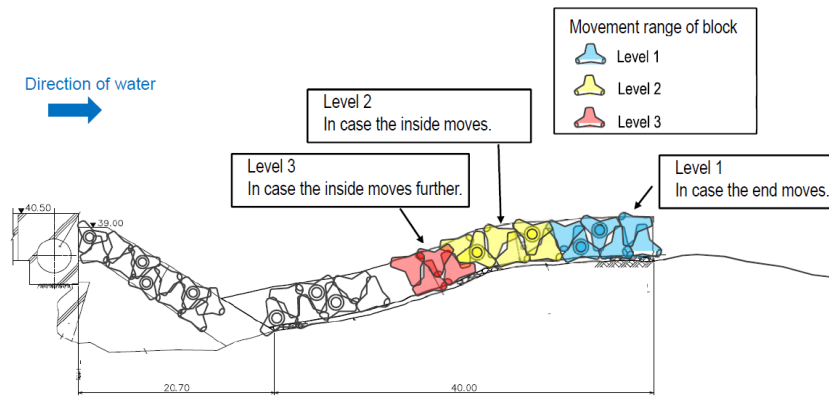 Movement range of block
Level 1
Level 2
Level 3
Direction of water
Level 2
In case the inside moves.
Level 3
In case the inside moves further.
Level 1
In case the end moves.
40.50
39.00
20.70
40.00